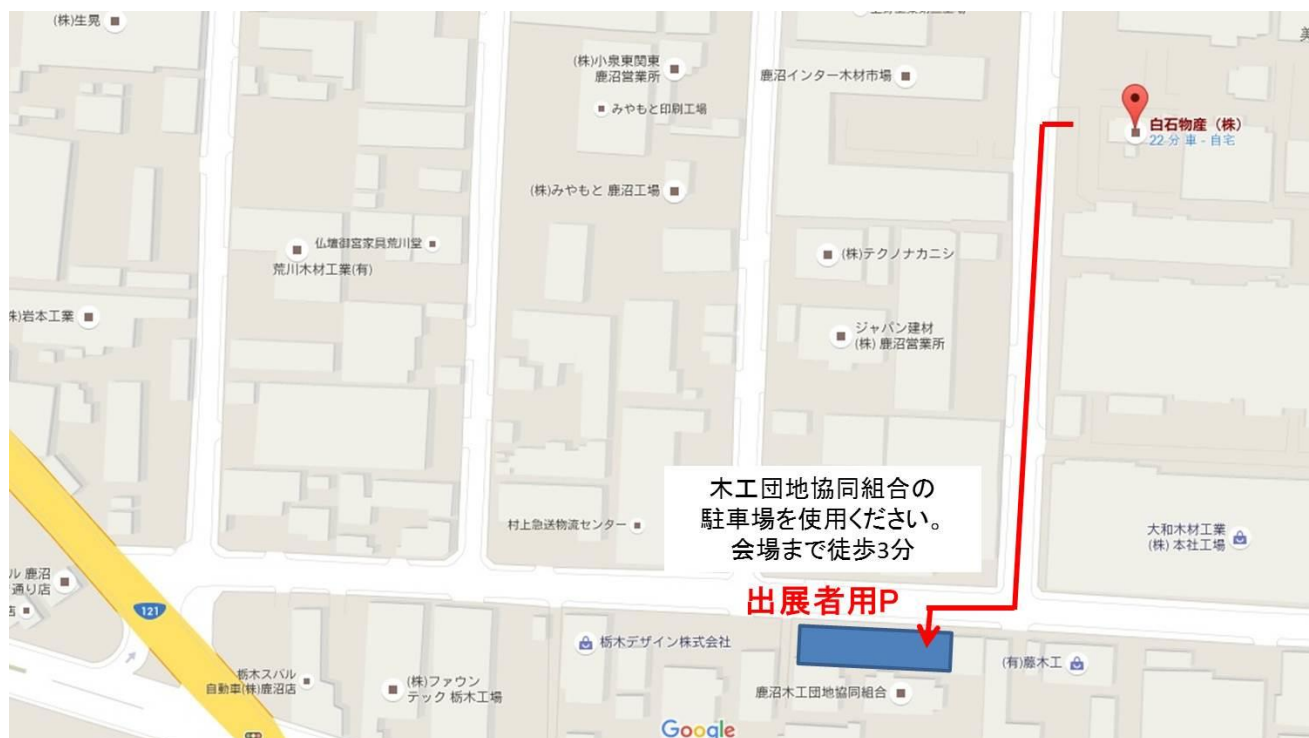 (株)生晃
(株)小泉東関東
鹿沼営業所
みやもと印刷工場
鹿沼インター木材市場
白石物産（株）
22 分 車 - 自宅
(株)みやもと 鹿沼工場
仏壇御宮家具荒川堂
荒川木材工業(有)
(株)テクノナカニシ
株)岩本工業
ジャパン建材
(株) 鹿沼営業所
木工団地協同組合の
駐車場を使用ください。
会場まで徒歩3分
村上急送物流センター
大和木材工業
(株) 本社工場
ル 鹿沼
通り店
店
121
出展者用P
栃木デザイン株式会社
(有)藤木工
栃木スバル
自動車(株)鹿沼店
(株)ファウン
テック 栃木工場
鹿沼木工団地協同組合
Google